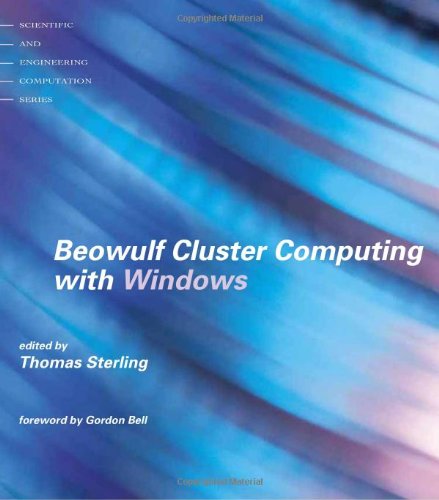 Copyrighted Material
SCIENTIFIC
AND
ENGINEERING
COMPUTATION
SERIES
Beowulf Cluster Computing
with Windows
edited by
Thomas Sterling
foreword by Gordon Bell
Copyrighted Material